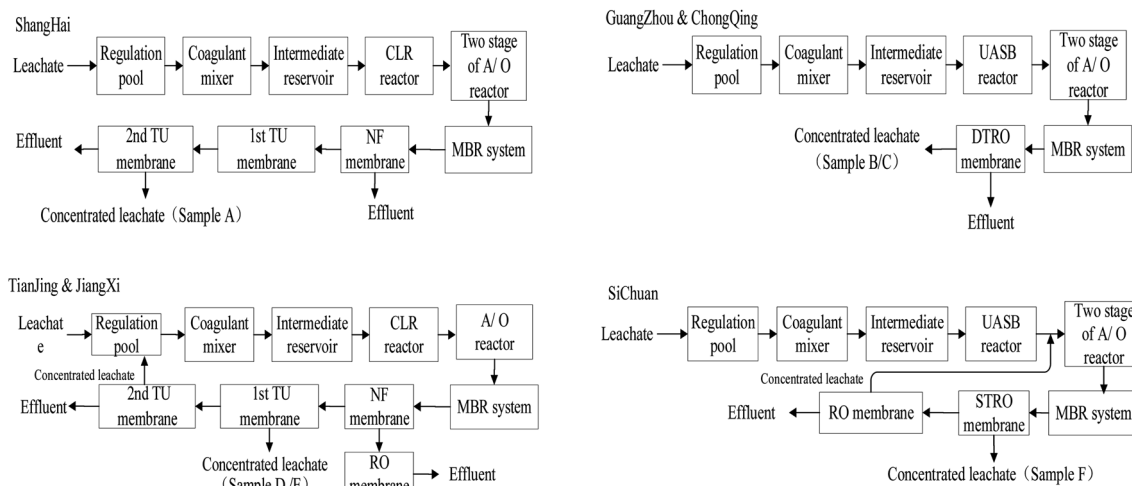 ShangHai
Leachate
Regulation
pool
Coagulant
mixer
Intermediate
reservoir
CLR
reactor
Two stage
of A/ O
reactor
Effluent
2nd TU
membrane
1st TU
membrane
NF
membrane
MBR system
Concentrated leachate（Sample A）
Effluent
GuangZhou & ChongQing
Leachate
Regulation
pool
Coagulant
mixer
Intermediate
reservoir
UASB
reactor
Two stage
of A/ O
reactor
Concentrated leachate
（Sample B/C）
DTRO
membrane
MBR system
Effluent
TianJing & JiangXi
Leachat
e
Regulation
pool
Coagulant
mixer
Intermediate
reservoir
CLR
reactor
A/ O
reactor
Concentrated leachate
Effluent
2nd TU
membrane
1st TU
membrane
NF
membrane
MBR system
Concentrated leachate
（Sample D /E）
RO
membrane
Effluent
SiChuan
Leachate
Regulation
pool
Coagulant
mixer
Intermediate
reservoir
UASB
reactor
Two stage
of A/ O
reactor
Concentrated leachate
Effluent
RO membrane
STRO
membrane
MBR system
Concentrated leachate（Sample F）